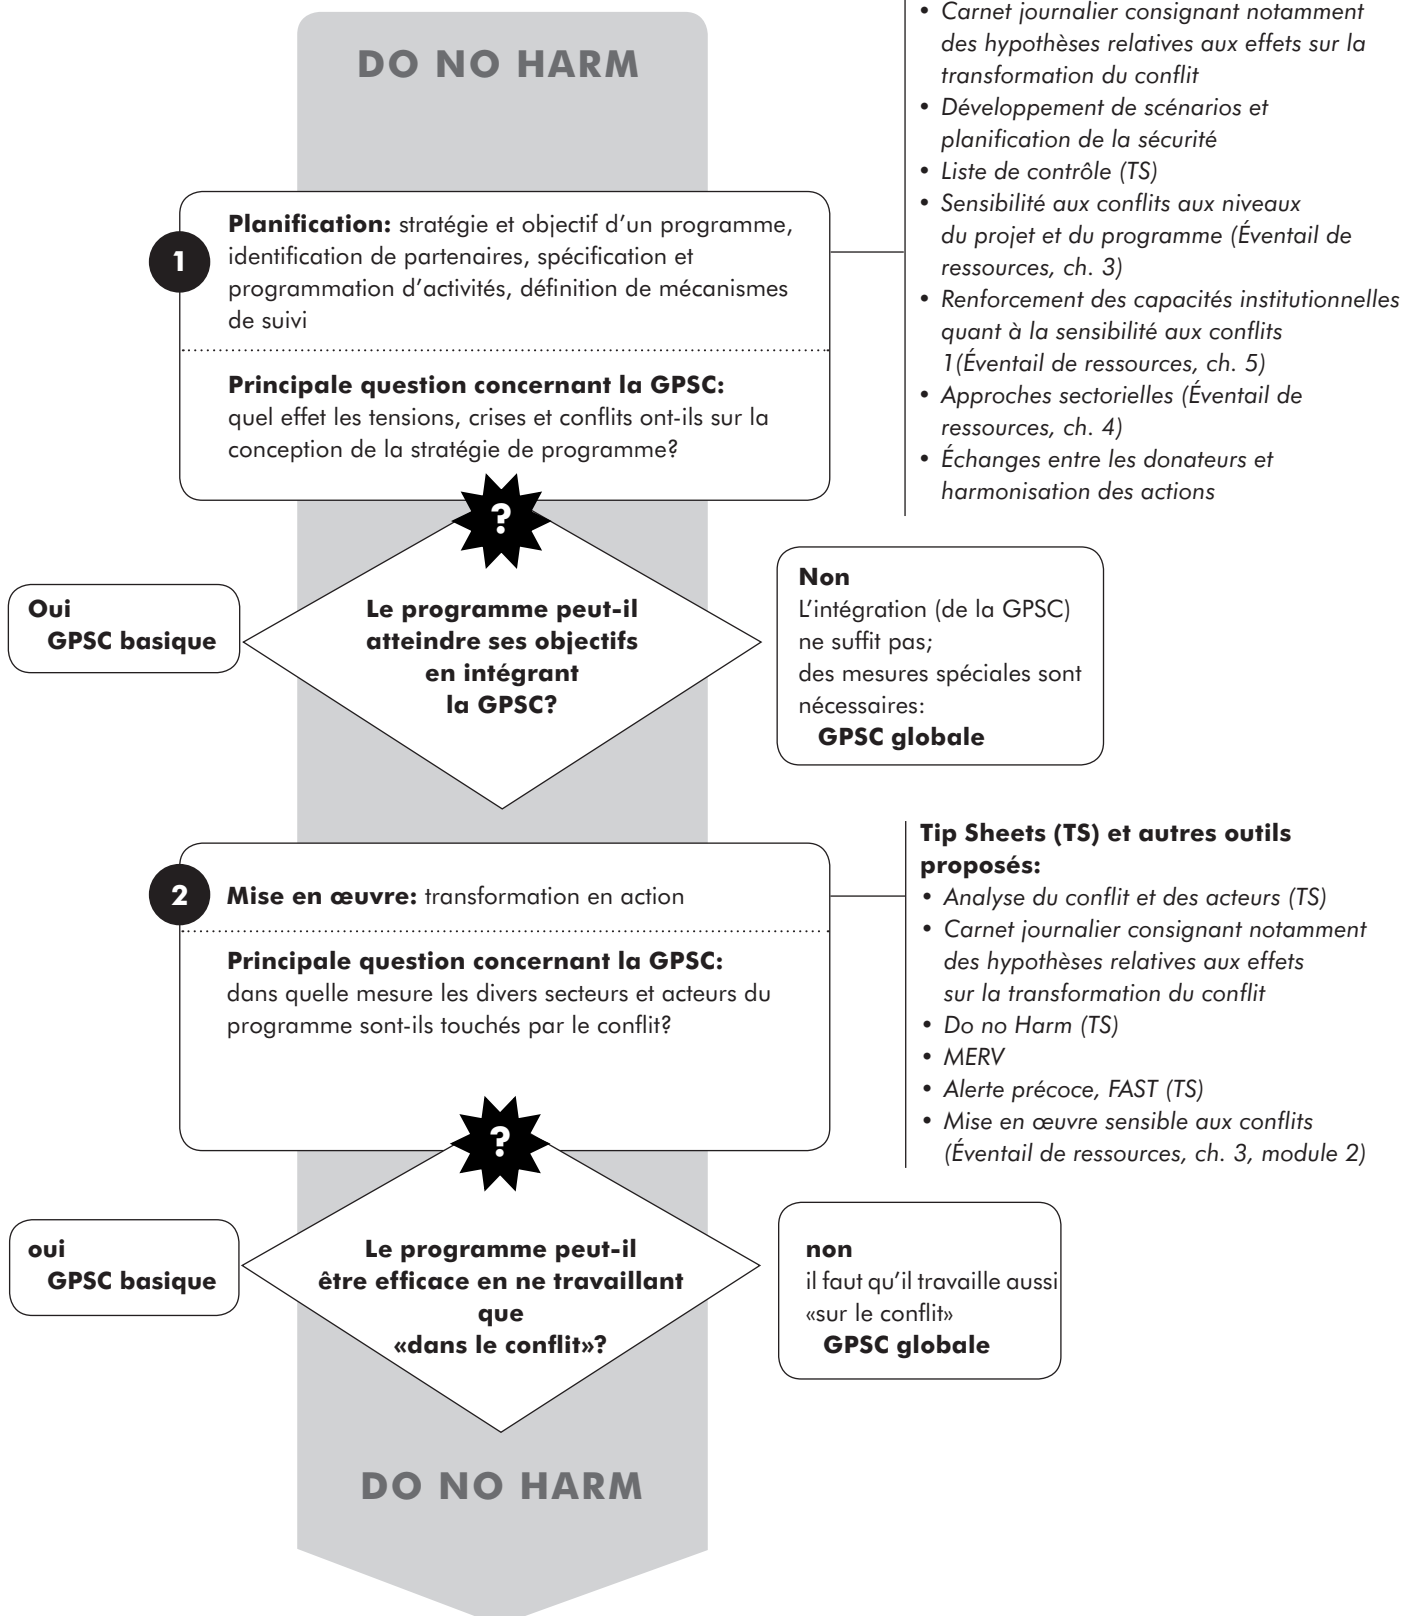 DO NO HARM
• Carnet journalier consignant notamment
des hypothèses relatives aux effets sur la
transformation du conflit
• Développement de scénarios et
planification de la sécurité
• Liste de contrôle (TS)
• Sensibilité aux conflits aux niveaux
du projet et du programme (Éventail de
ressources, ch. 3)
• Renforcement des capacités institutionnelles
quant à la sensibilité aux conflits
1(Éventail de ressources, ch. 5)
• Approches sectorielles (Éventail de
ressources, ch. 4)
• Échanges entre les donateurs et
harmonisation des actions
1
Planification: stratégie et objectif d’un programme,
identification de partenaires, spécification et
programmation d’activités, définition de mécanismes
de suivi
Principale question concernant la GPSC:
quel effet les tensions, crises et conflits ont-ils sur la
conception de la stratégie de programme?
?
Oui
GPSC basique
Le programme peut-il
atteindre ses objectifs
en intégrant
la GPSC?
Non
L’intégration (de la GPSC)
ne suffit pas;
des mesures spéciales sont
nécessaires:
GPSC globale
2
Mise en œuvre: transformation en action
Principale question concernant la GPSC:
dans quelle mesure les divers secteurs et acteurs du
programme sont-ils touchés par le conflit?
Tip Sheets (TS) et autres outils
proposés:
• Analyse du conflit et des acteurs (TS)
• Carnet journalier consignant notamment
des hypothèses relatives aux effets
sur la transformation du conflit
• Do no Harm (TS)
• MERV
• Alerte précoce, FAST (TS)
• Mise en œuvre sensible aux conflits
(Éventail de ressources, ch. 3, module 2)
?
oui
GPSC basique
Le programme peut-il
être efficace en ne travaillant
que
«dans le conflit»?
non
il faut qu’il travaille aussi
«sur le conflit»
GPSC globale
DO NO HARM